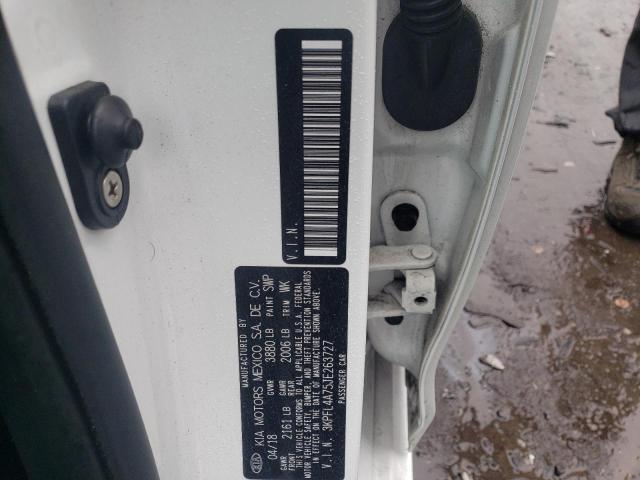 V.I.N.
MANUFACTURED BY
KIA KIA MOTORS MEXICO S.A. DE C.V.
04/18 GVWR 3880 LB PAINT SWP
GAWR FRONT 2161 LB GAWR REAR 2006 LB TRIM WK
THIS VEHICLE CONFORMS TO ALL APPLICABLE U.S.A. FEDERAL
MOTOR VEHICLE SAFETY, BUMPER, AND THEFT PREVENTION STANDARDS
IN EFFECT ON THE DATE OF MANUFACTURE SHOWN ABOVE.
V.I.N. 3KPFL4A75JE263727
PASSENGER CAR